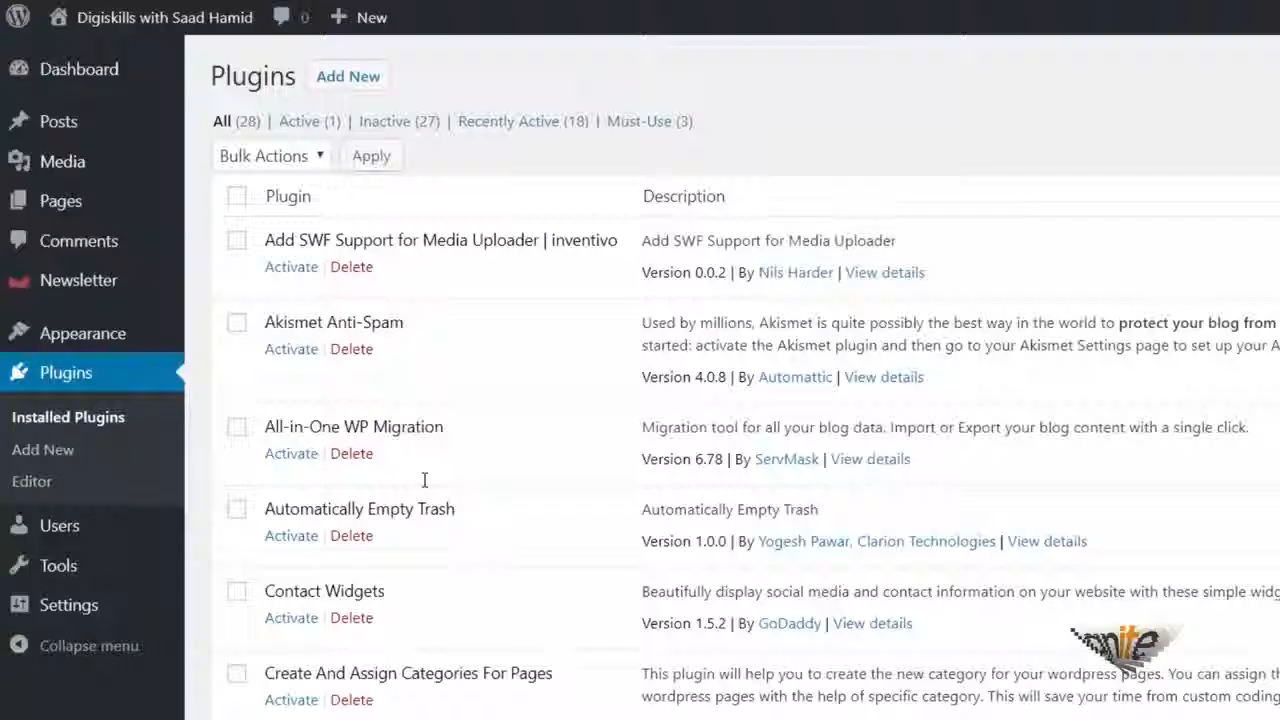 Digiskills with Saad Hamid 0 New
Dashboard
Posts
Media
Pages
Comments
Newsletter
Appearance
Plugins
Installed Plugins
Add New
Editor
Users
Tools
Settings
Collapse menu
Plugins Add New
All (28) | Active (1) | Inactive (27) | Recently Active (18) | Must-Use (3)
Bulk Actions Apply
Plugin Description
Add SWF Support for Media Uploader | inventivo
Activate | Delete
Add SWF Support for Media Uploader
Version 0.0.2 | By Nils Harder | View details
Akismet Anti-Spam
Activate | Delete
Used by millions, Akismet is quite possibly the best way in the world to protect your blog from
started: activate the Akismet plugin and then go to your Akismet Settings page to set up your A
Version 4.0.8 | By Automattic | View details
All-in-One WP Migration
Activate | Delete
Migration tool for all your blog data. Import or Export your blog content with a single click.
Version 6.78 | By ServMask | View details
Automatically Empty Trash
Activate | Delete
Automatically Empty Trash
Version 1.0.0 | By Yogesh Pawar, Clarion Technologies | View details
Contact Widgets
Activate | Delete
Beautifully display social media and contact information on your website with these simple widg
Version 1.5.2 | By GoDaddy | View details
Create And Assign Categories For Pages
Activate | Delete
This plugin will help you to create the new category for your wordpress pages. You can assign th
wordpress pages with the help of specific category. This will save your time from custom coding